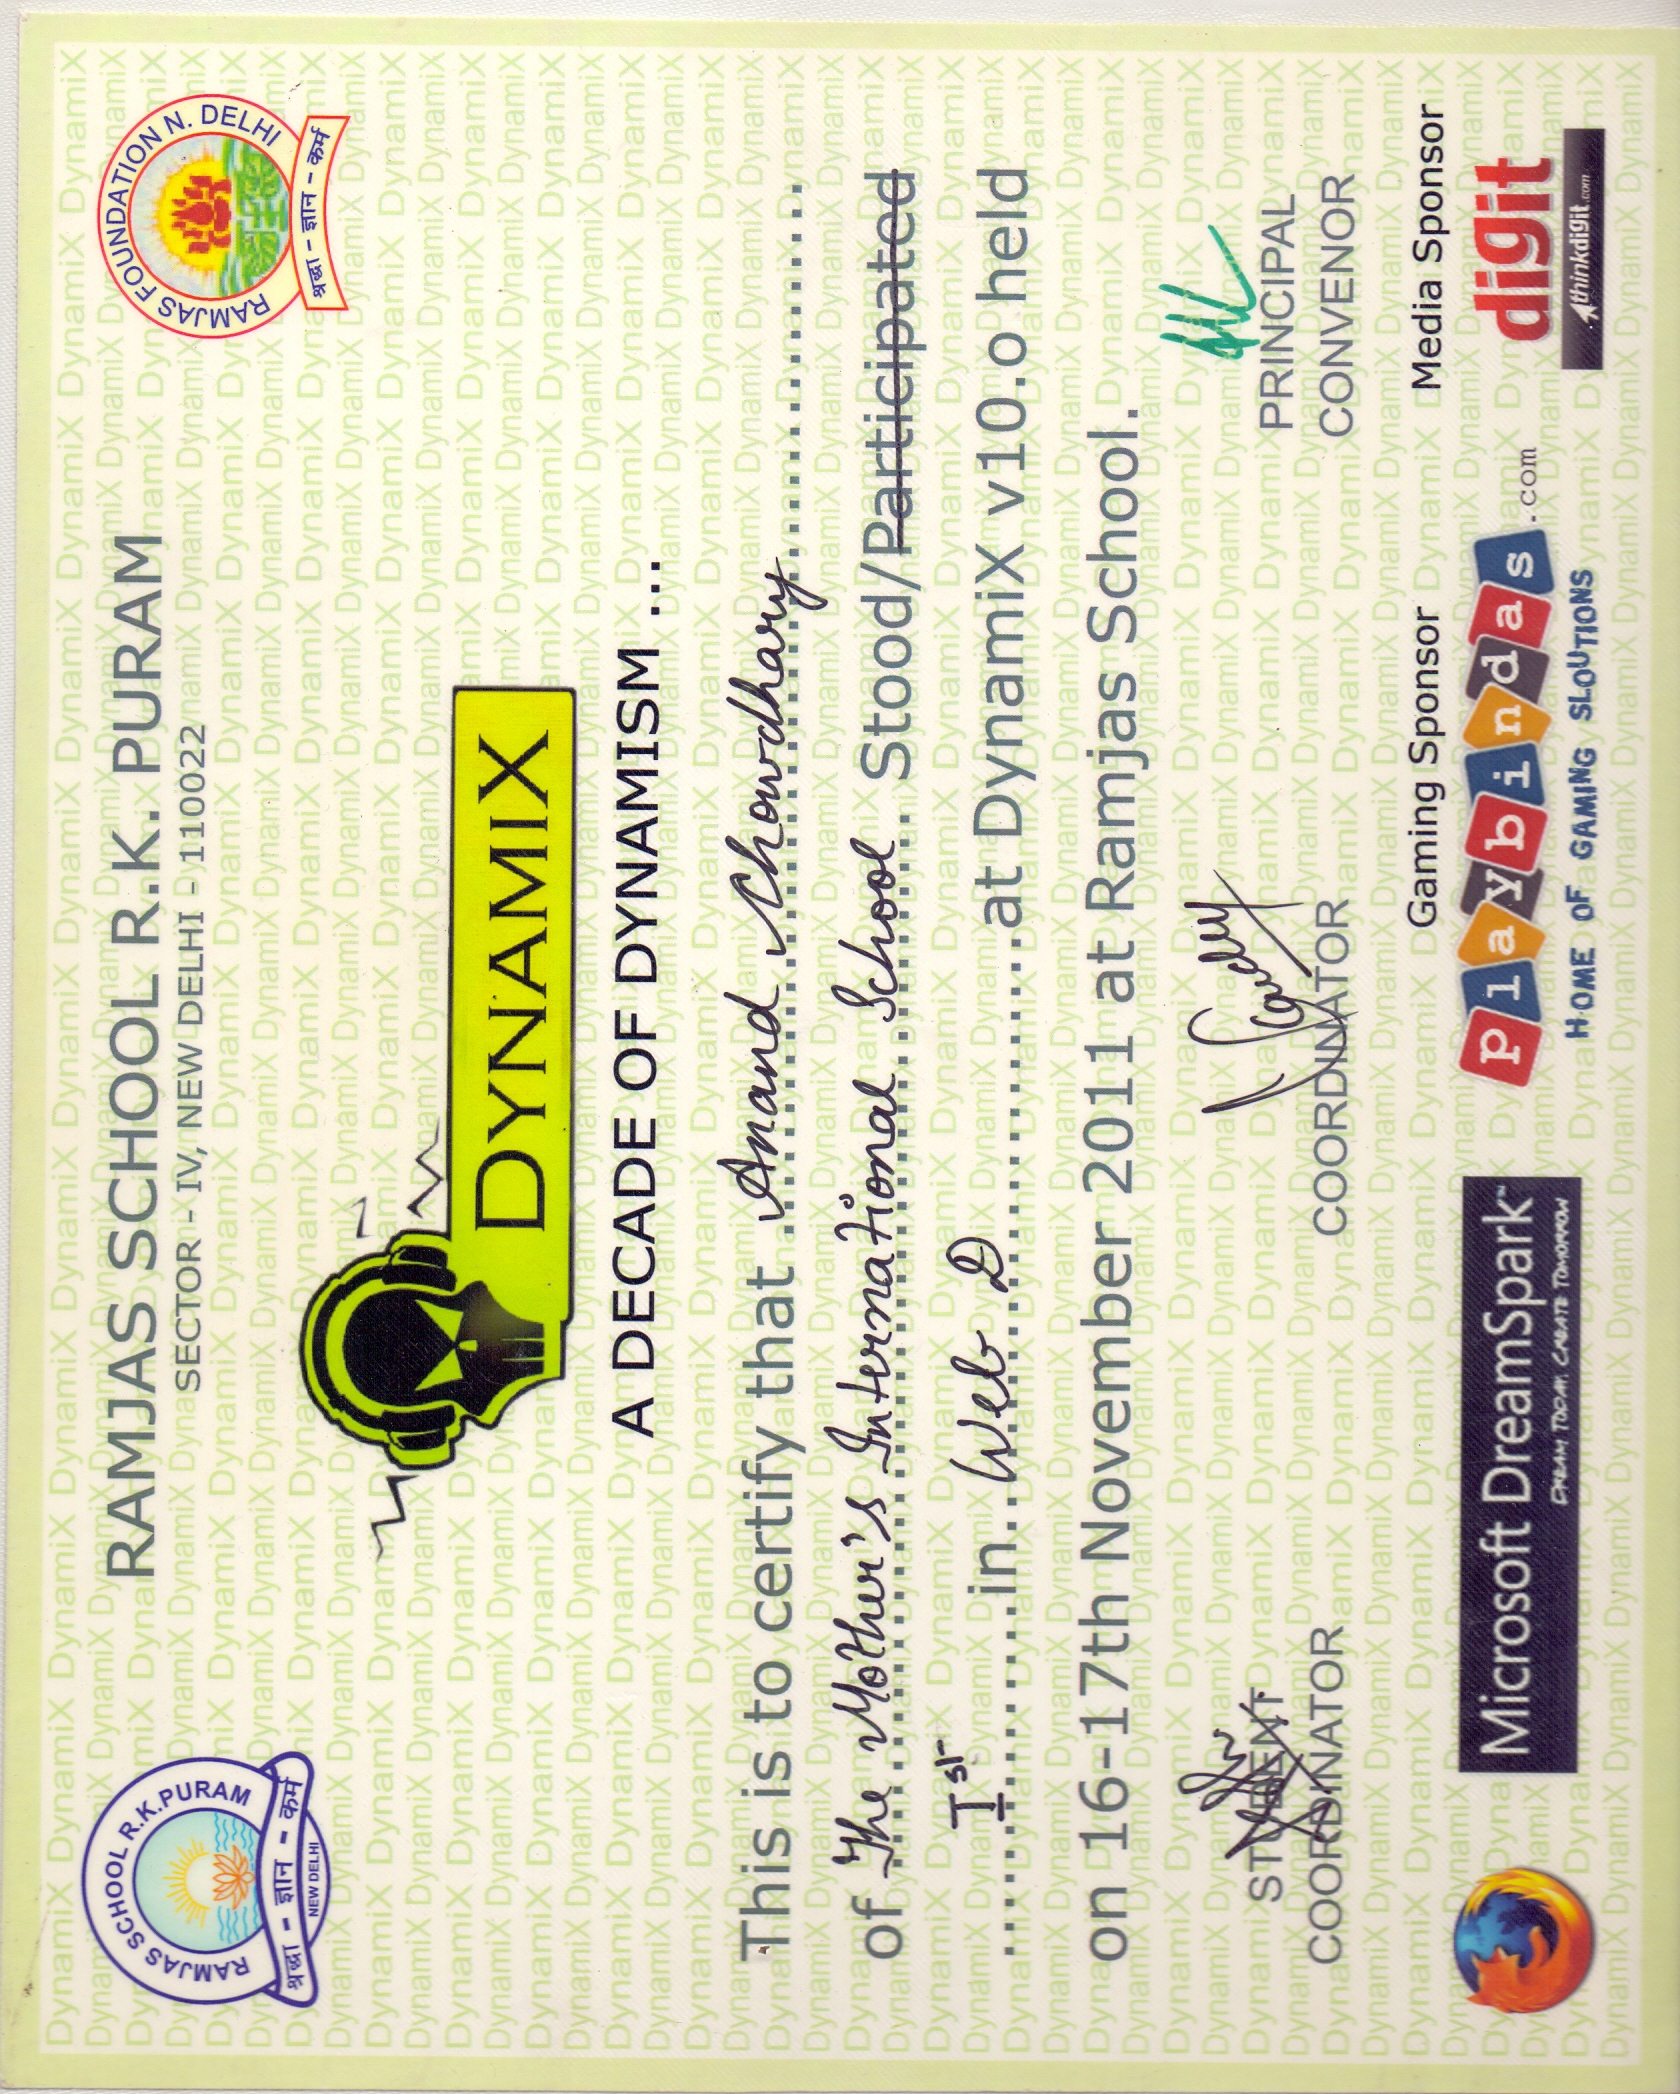 RAMJAS SCHOOL R.K.PURAM
श्रद्धा - ज्ञान - कर्म
NEW DELHI
RAMJAS SCHOOL R.K. PURAM
SECTOR - IV, NEW DELHI - 110022
RAMJAS FOUNDATION N. DELHI
श्रद्धा - ज्ञान - कर्म
DYNAMIX
A DECADE OF DYNAMISM ...
This is to certify that Anand Chowdhary
of The Mother's International School Stood/Participated
Ist in Web D at DynamiX v10.o held
on 16-17th November 2011 at Ramjas School.
STUDENT
COORDINATOR
COORDINATOR
PRINCIPAL
CONVENOR
Gaming Sponsor
Media Sponsor
Microsoft DreamSpark™
DREAM TODAY. CREATE TOMORROW
playbindas.com
HOME OF GAMING SLOUTIONS
digit
thinkdigit.com